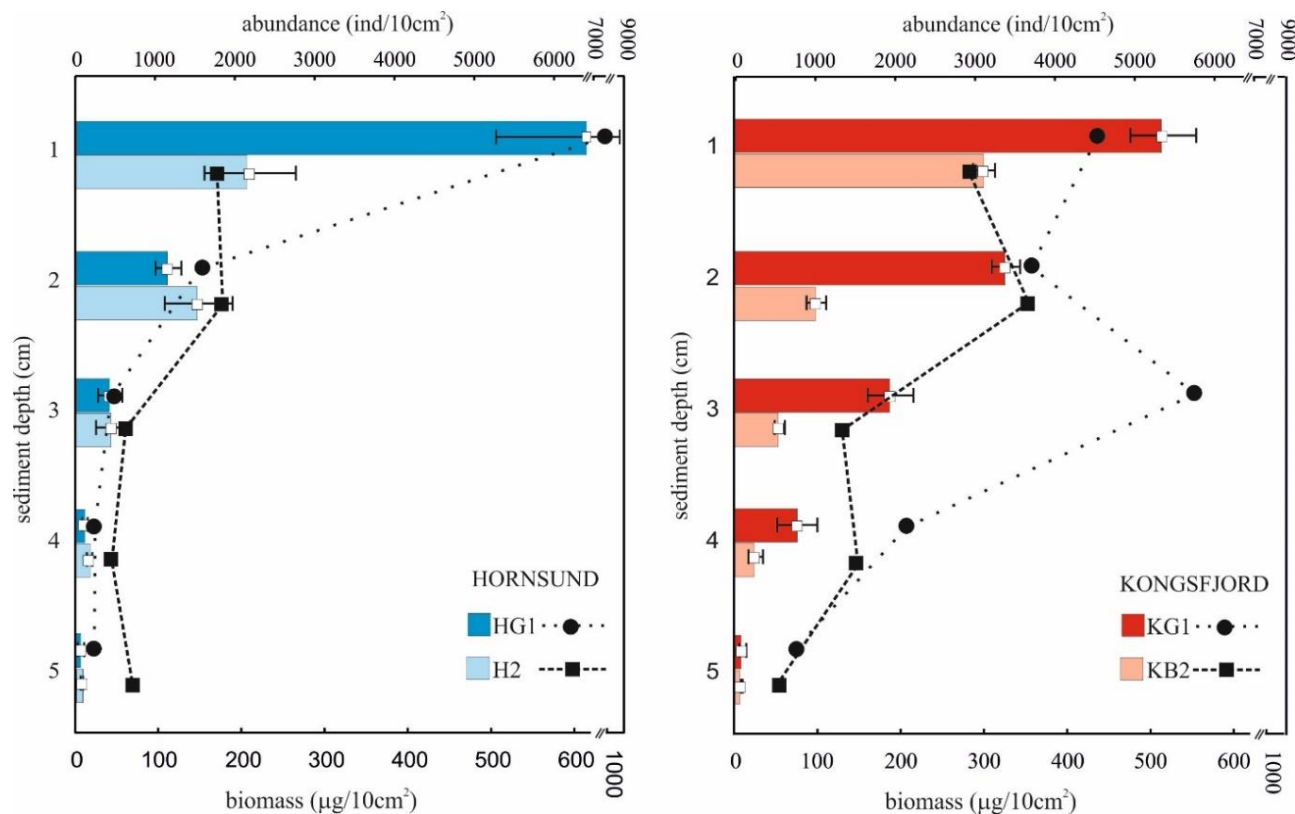 abundance (ind/10cm²)
0 1000 2000 3000 4000 5000 6000 7000 9000
sediment depth (cm)
1
2
3
4
5
HORNSUND
HG1
H2
0 100 200 300 400 500 600 1000
biomass (µg/10cm²)
abundance (ind/10cm²)
0 1000 2000 3000 4000 5000 6000 7000 9000
sediment depth (cm)
1
2
3
4
5
KONGSFJORD
KG1
KB2
0 100 200 300 400 500 600 1000
biomass (µg/10cm²)